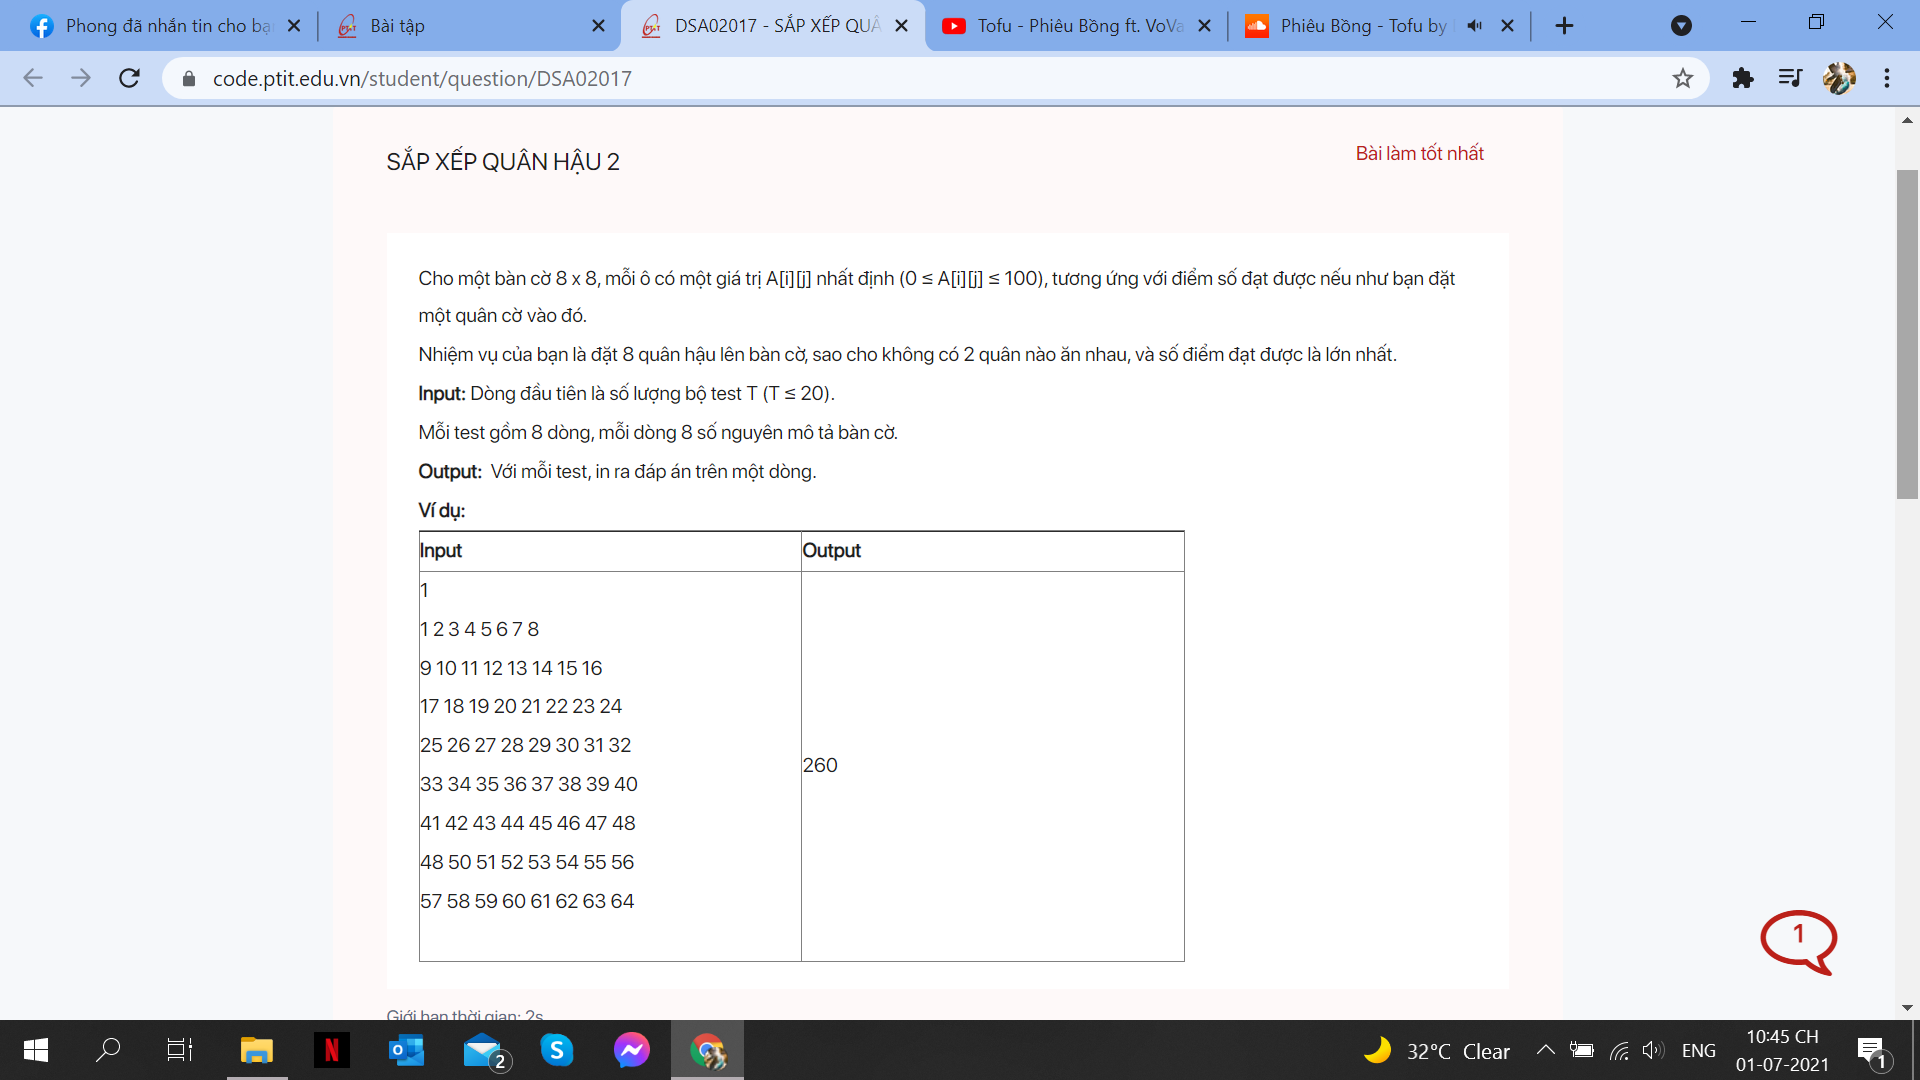 Phong đã nhắn tin cho bạ
Bài tập
DSA02017 - SẮP XẾP QUÂ
Tofu - Phiêu Bồng ft. VoVa
Phiêu Bồng - Tofu by
code.ptit.edu.vn/student/question/DSA02017
SẮP XẾP QUÂN HẬU 2
Bài làm tốt nhất
Cho một bàn cờ 8 x 8, mỗi ô có một giá trị A[i][j] nhất định (0 ≤ A[i][j] ≤ 100), tương ứng với điểm số đạt được nếu như bạn đặt
một quân cờ vào đó.
Nhiệm vụ của bạn là đặt 8 quân hậu lên bàn cờ, sao cho không có 2 quân nào ăn nhau, và số điểm đạt được là lớn nhất.
Input: Dòng đầu tiên là số lượng bộ test T (T ≤ 20).
Mỗi test gồm 8 dòng, mỗi dòng 8 số nguyên mô tả bàn cờ.
Output: Với mỗi test, in ra đáp án trên một dòng.
Ví dụ:
Input
Output
1
1 2 3 4 5 6 7 8
9 10 11 12 13 14 15 16
17 18 19 20 21 22 23 24
25 26 27 28 29 30 31 32
33 34 35 36 37 38 39 40
41 42 43 44 45 46 47 48
48 50 51 52 53 54 55 56
57 58 59 60 61 62 63 64
260
1
Giới hạn thời gian: 2s
2
32°C Clear
ENG
10:45 CH
01-07-2021
1